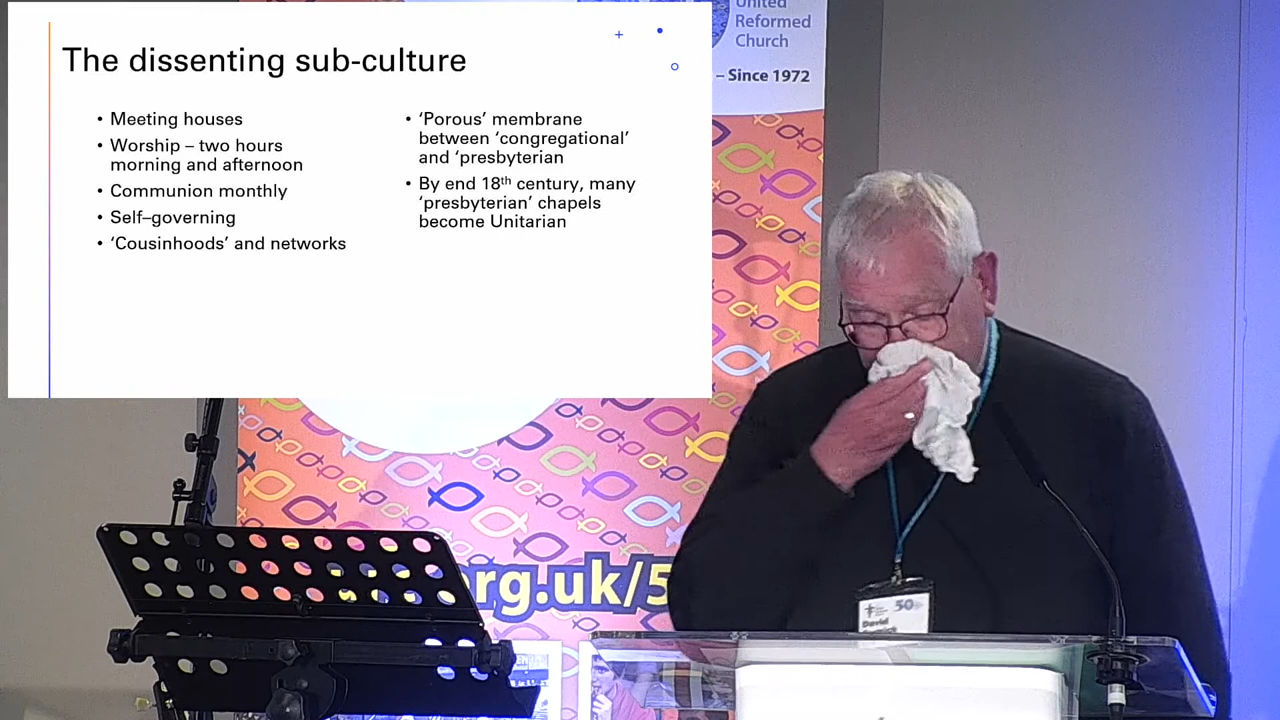 The dissenting sub-culture
• Meeting houses
• Worship – two hours
morning and afternoon
• Communion monthly
• Self–governing
• ‘Cousinhoods’ and networks
• ‘Porous’ membrane
between ‘congregational’
and ‘presbyterian
• By end 18th century, many
‘presbyterian’ chapels
become Unitarian
United
Reformed
Church
– Since 1972
rg.uk/5
50
David